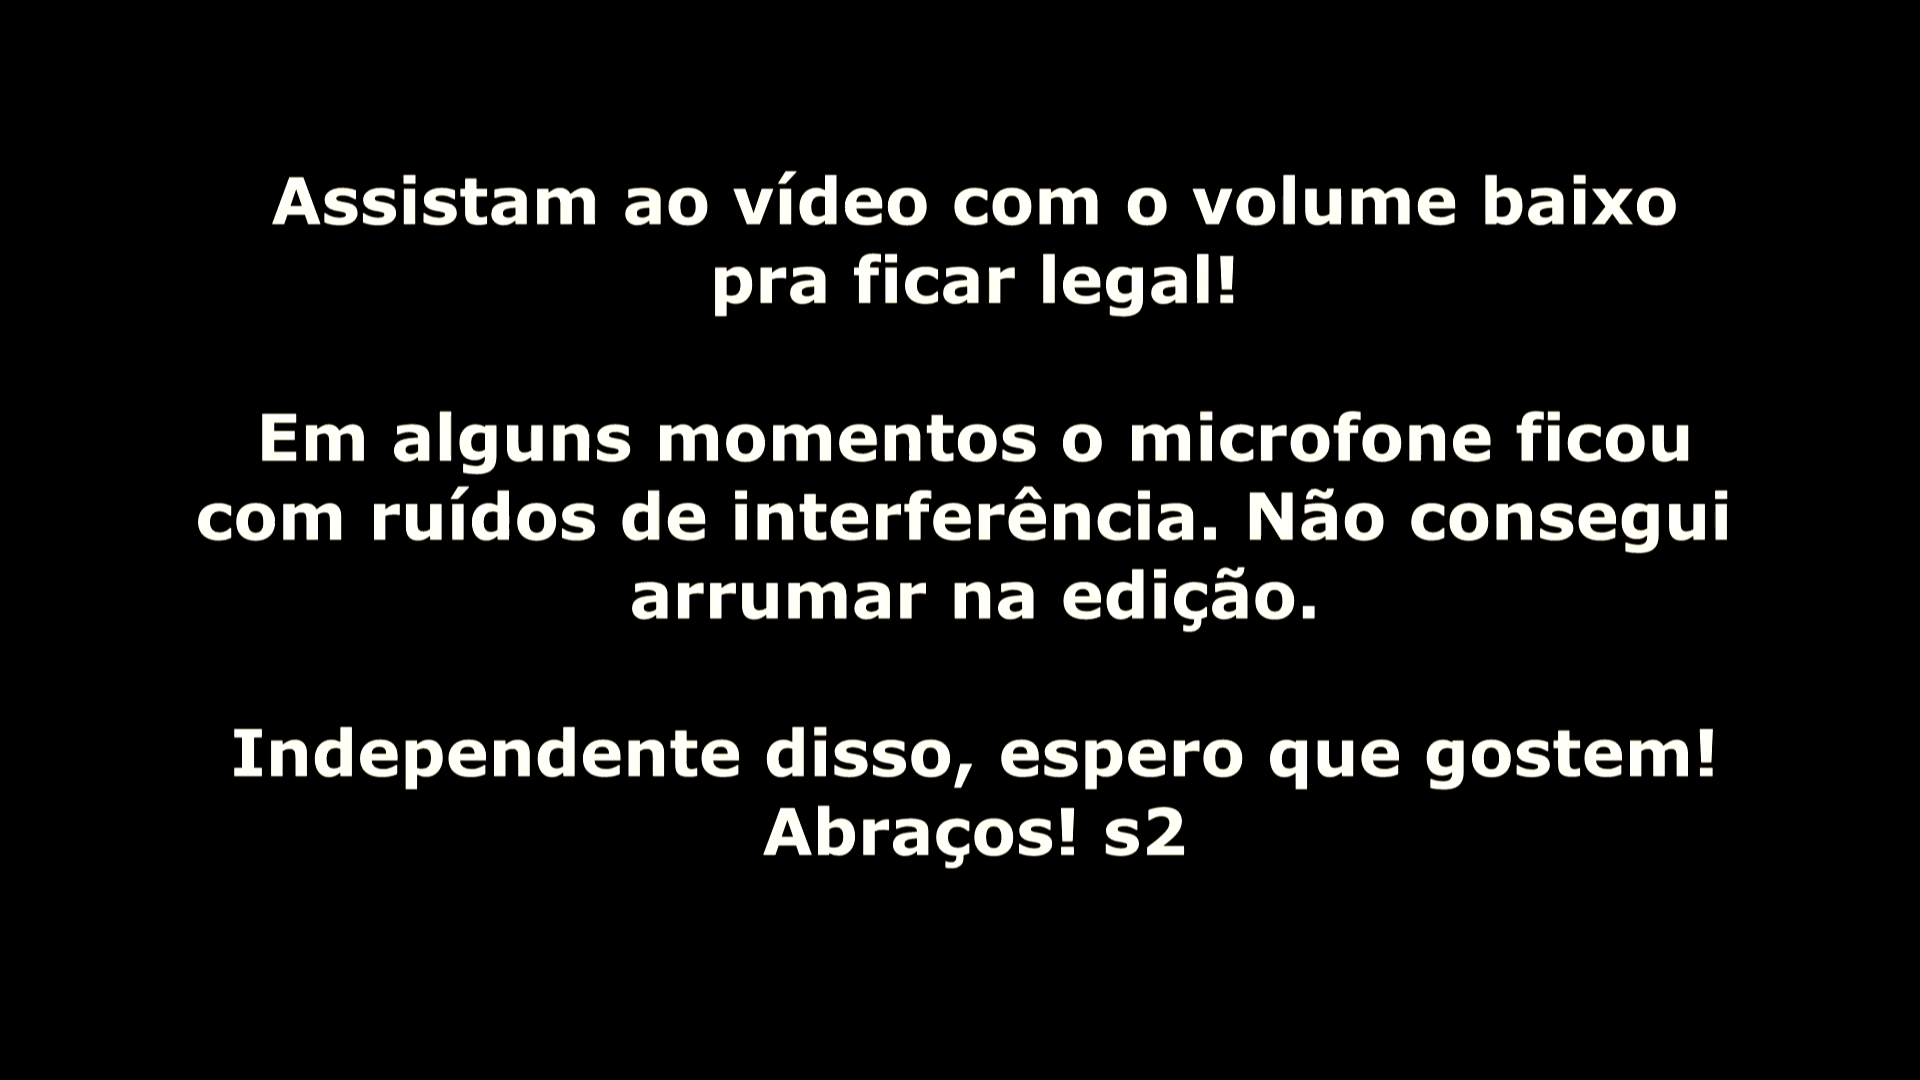 Assistam ao vídeo com o volume baixo
pra ficar legal!
Em alguns momentos o microfone ficou
com ruídos de interferência. Não consegui
arrumar na edição.
Independente disso, espero que gostem!
Abraços! s2